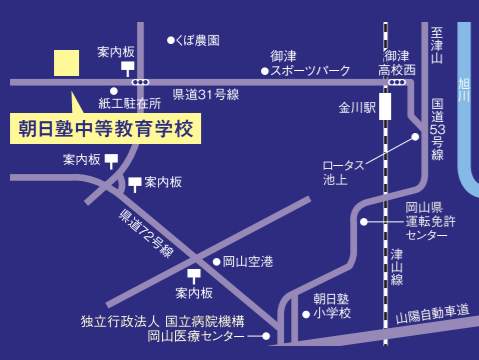 くぼ農園
案内板
御津
スポーツパーク
御津
高校西
至津山
旭川
紙工駐在所
県道31号線
金川駅
国道53号線
朝日塾中等教育学校
案内板
案内板
ロータス
池上
県道72号線
岡山県
運転免許
センター
岡山空港
津山線
案内板
朝日塾
小学校
独立行政法人 国立病院機構
岡山医療センター
山陽自動車道